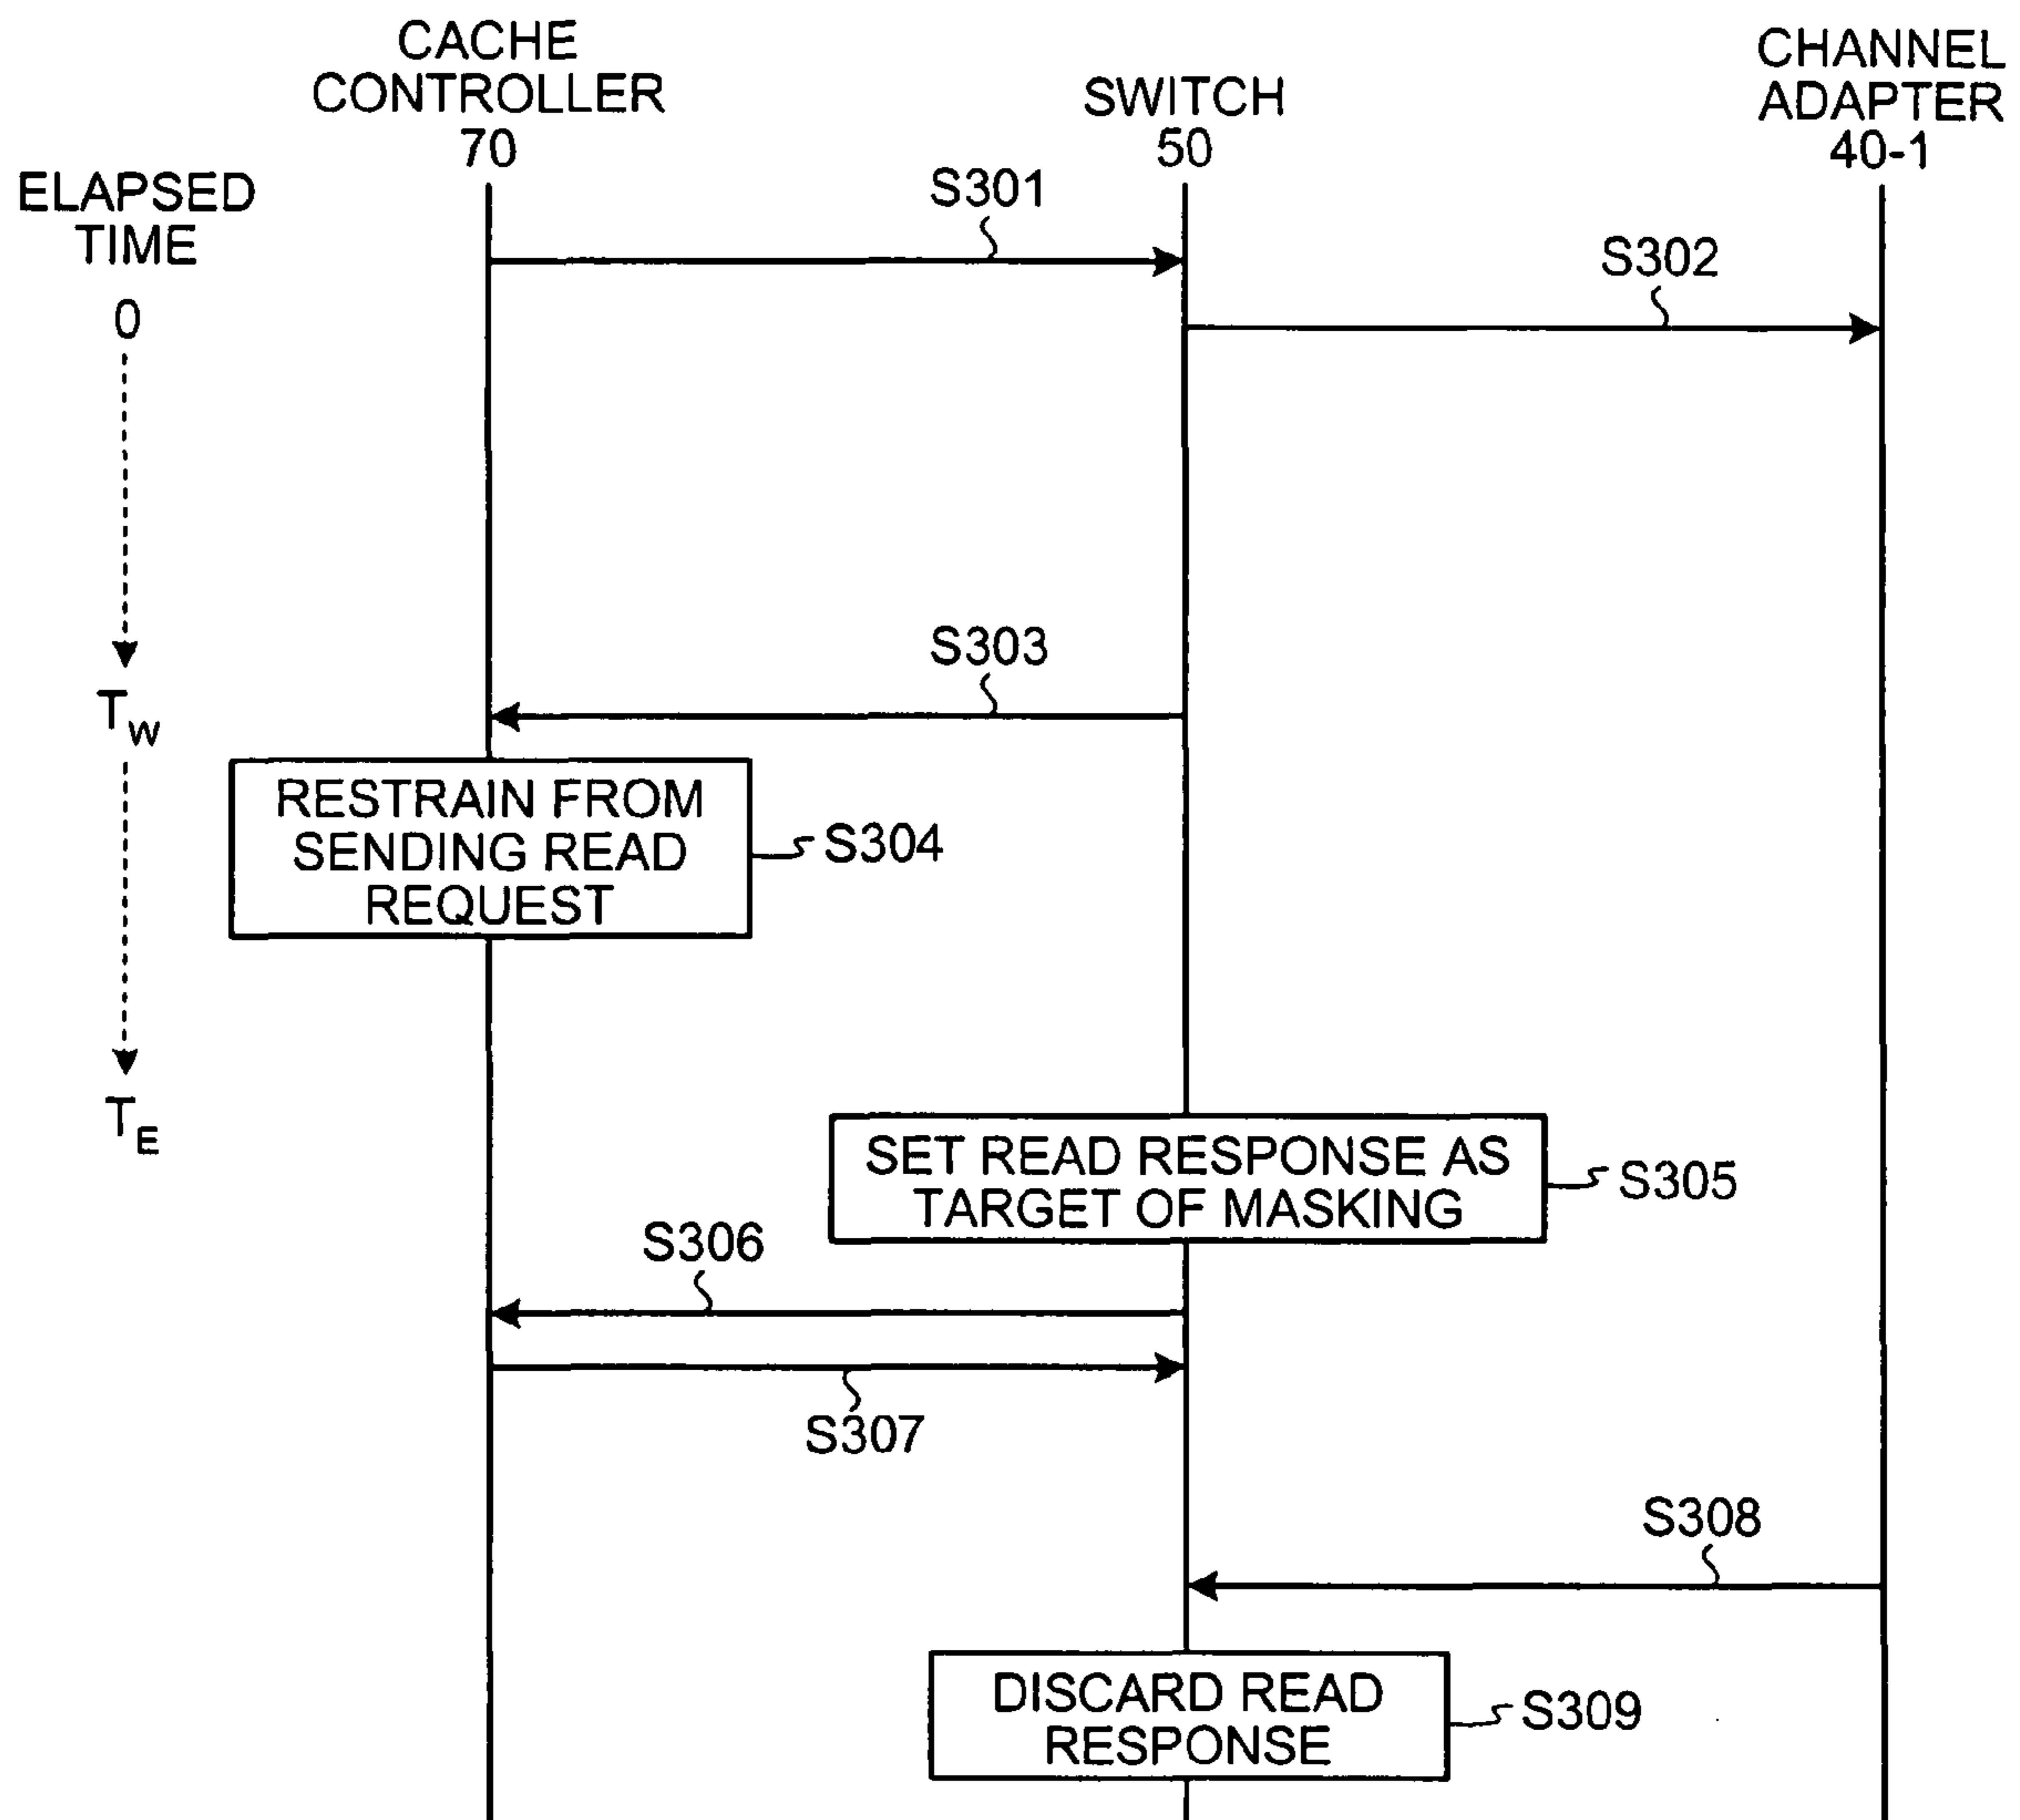 CACHE
CONTROLLER
70
SWITCH
50
CHANNEL
ADAPTER
40-1
ELAPSED
TIME
0
S301
S302
S303
TW
RESTRAIN FROM
SENDING READ
REQUEST
S304
TE
SET READ RESPONSE AS
TARGET OF MASKING
S305
S306
S307
S308
DISCARD READ
RESPONSE
S309